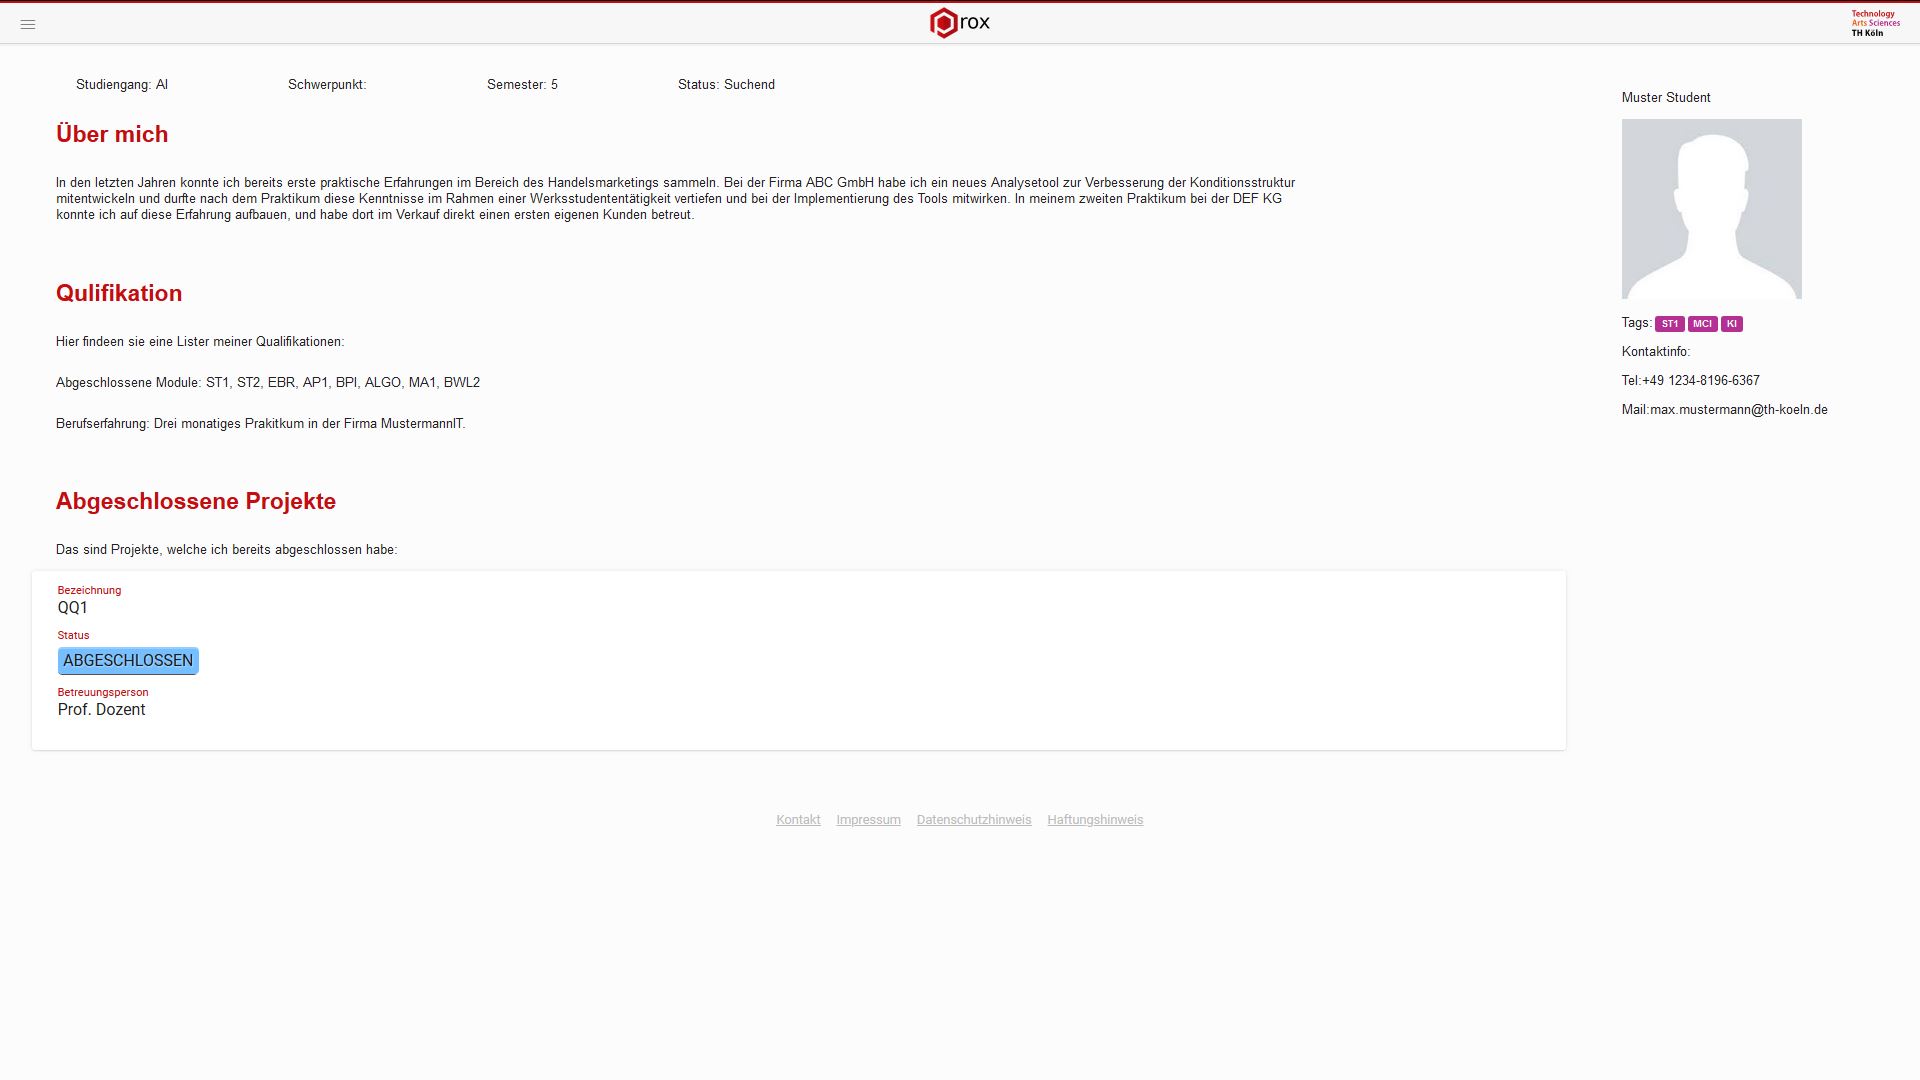 rox
Technology
Arts Sciences
TH Köln
Studiengang: AI
Schwerpunkt:
Semester: 5
Status: Suchend
Über mich
In den letzten Jahren konnte ich bereits erste praktische Erfahrungen im Bereich des Handelsmarketings sammeln. Bei der Firma ABC GmbH habe ich ein neues Analysetool zur Verbesserung der Konditionsstruktur
mitentwickeln und durfte nach dem Praktikum diese Kenntnisse im Rahmen einer Werksstudententätigkeit vertiefen und bei der Implementierung des Tools mitwirken. In meinem zweiten Praktikum bei der DEF KG
konnte ich auf diese Erfahrung aufbauen, und habe dort im Verkauf direkt einen ersten eigenen Kunden betreut.
Qulifikation
Hier findeen sie eine Lister meiner Qualifikationen:
Abgeschlossene Module: ST1, ST2, EBR, AP1, BPI, ALGO, MA1, BWL2
Berufserfahrung: Drei monatiges Prakitkum in der Firma MustermannIT.
Abgeschlossene Projekte
Das sind Projekte, welche ich bereits abgeschlossen habe:
Bezeichnung
QQ1
Status
ABGESCHLOSSEN
Betreuungsperson
Prof. Dozent
Muster Student
Tags: ST1 MCI KI
Kontaktinfo:
Tel:+49 1234-8196-6367
Mail:max.mustermann@th-koeln.de
Kontakt Impressum Datenschutzhinweis Haftungshinweis